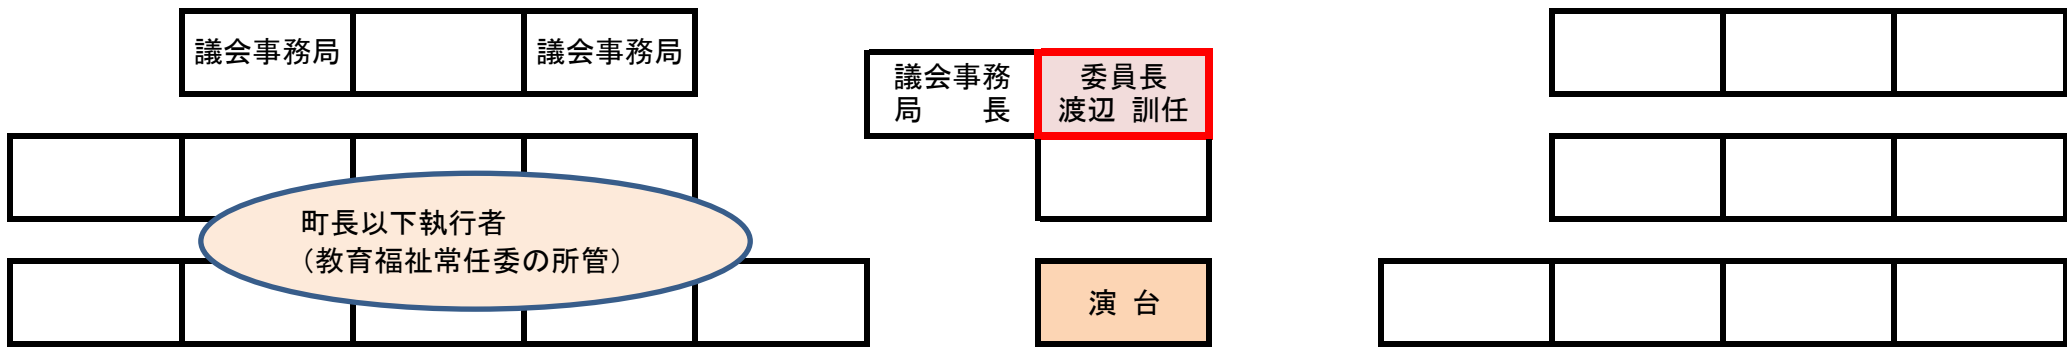 議会事務局
議会事務局
議会事務
局　　長
委員長
渡辺 訓任
町長以下執行者
（教育福祉常任委の所管）
演 台